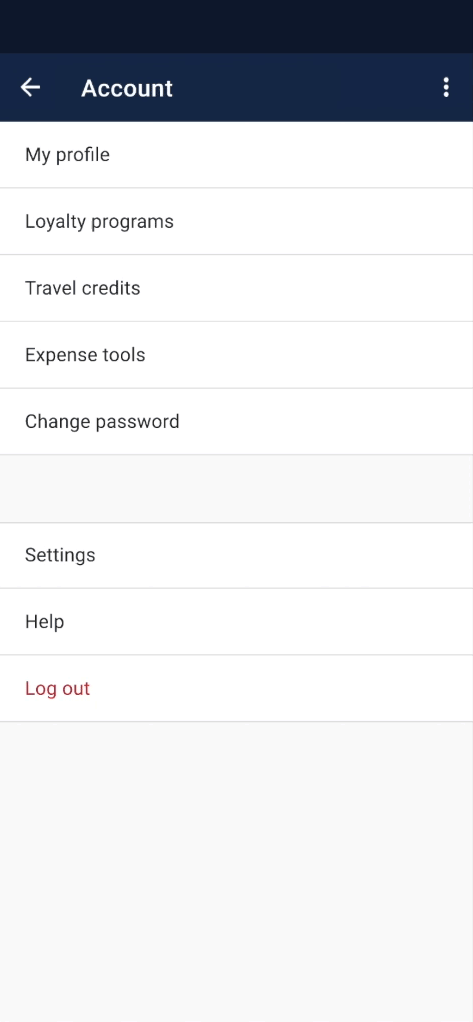 Account
My profile
Loyalty programs
Travel credits
Expense tools
Change password
Settings
Help
Log out